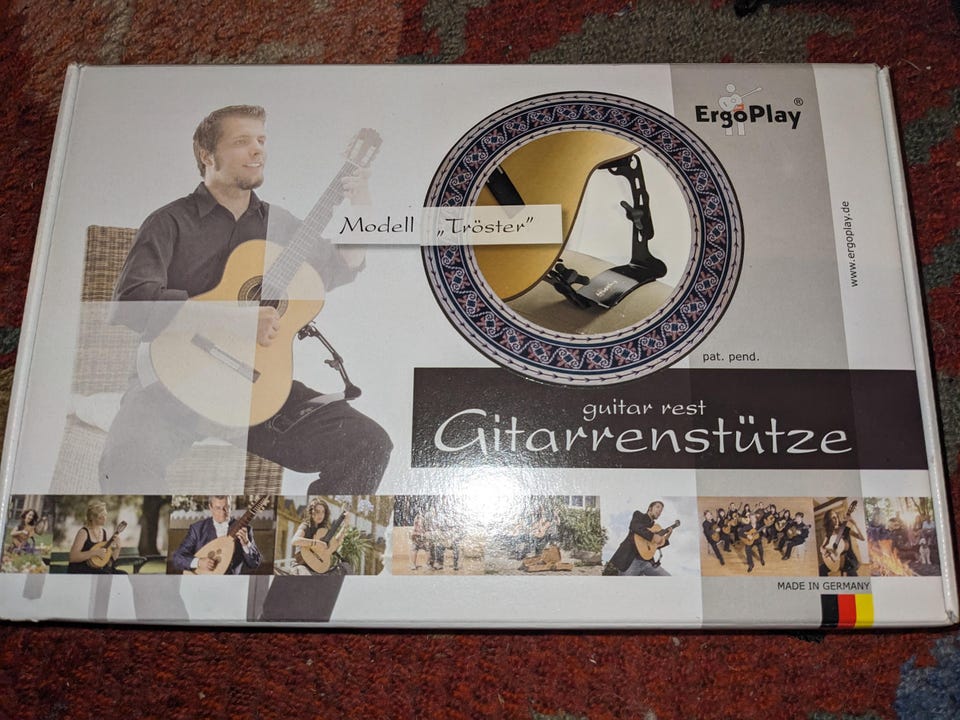 ErgoPlay®
Modell „Tröster”
www.ergoplay.de
pat. pend.
guitar rest
Gitarrenstütze
MADE IN GERMANY